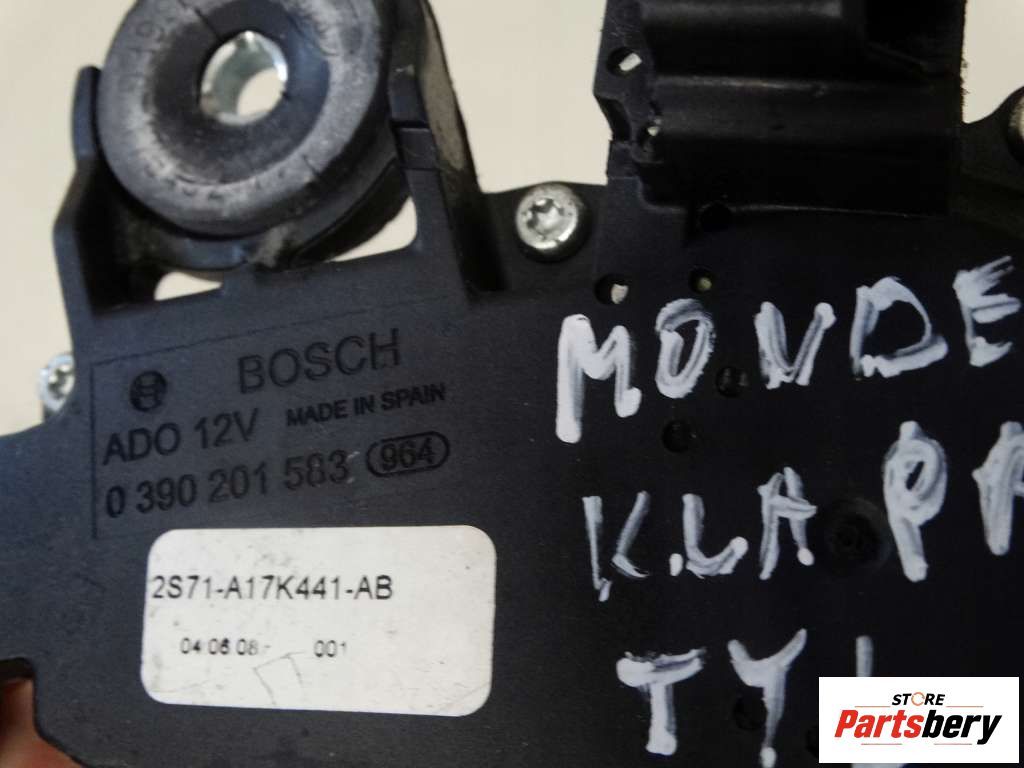 BOSCH
ADO 12V MADE IN SPAIN
0 390 201 583 964
2S71-A17K441-AB
04 06 08 - 001
MONDE
KLAPA
TYL
STORE
Partsbery